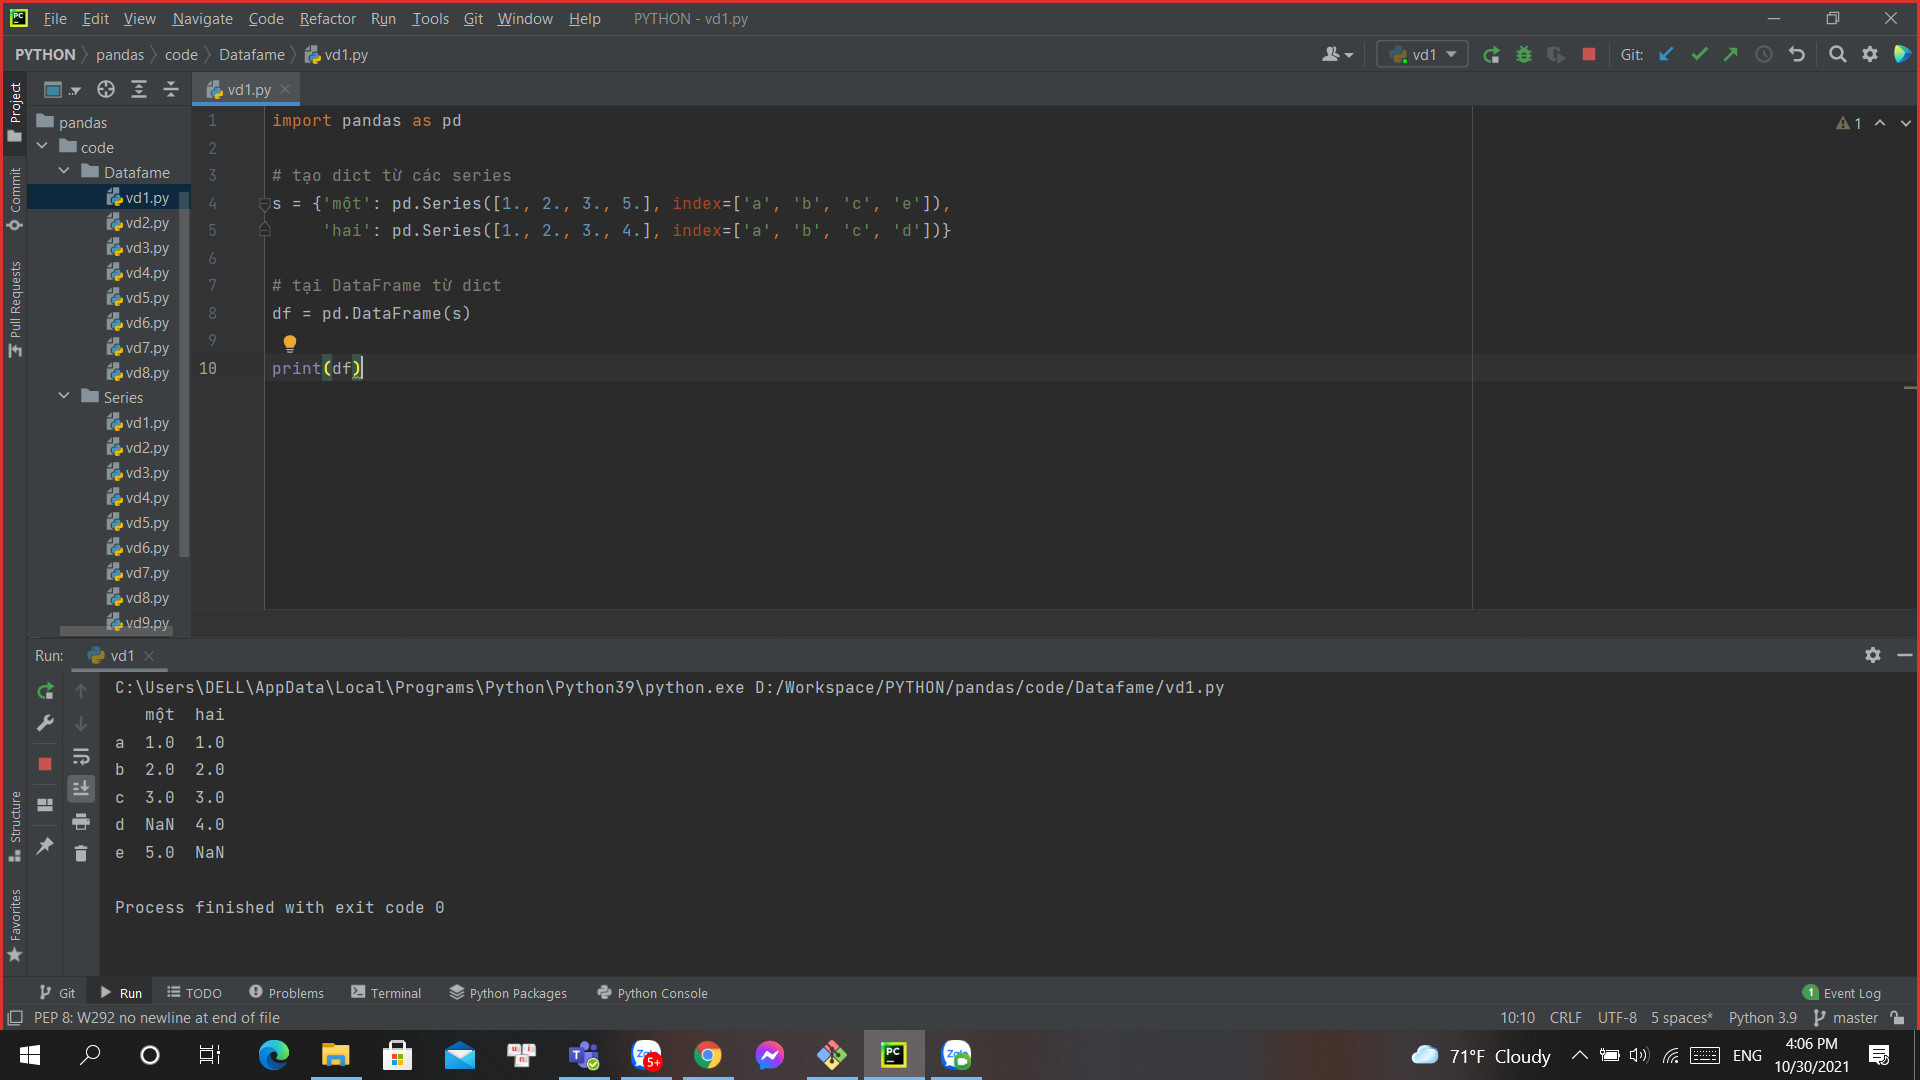 File Edit View Navigate Code Refactor Run Tools Git Window Help PYTHON - vd1.py
PYTHON pandas code Datafame vd1.py vd1 Git:
Project
vd1.py
pandas
code
Datafame
vd1.py
vd2.py
vd3.py
vd4.py
vd5.py
vd6.py
vd7.py
vd8.py
Series
vd1.py
vd2.py
vd3.py
vd4.py
vd5.py
vd6.py
vd7.py
vd8.py
vd9.py
Commit
Pull Requests
1 import pandas as pd
2
3 # tạo dict từ các series
4 s = {'một': pd.Series([1., 2., 3., 5.], index=['a', 'b', 'c', 'e']),
5 'hai': pd.Series([1., 2., 3., 4.], index=['a', 'b', 'c', 'd'])}
6
7 # tại DataFrame từ dict
8 df = pd.DataFrame(s)
9
10 print(df)
1
Run: vd1
C:\Users\DELL\AppData\Local\Programs\Python\Python39\python.exe D:/Workspace/PYTHON/pandas/code/Datafame/vd1.py
một hai
a 1.0 1.0
b 2.0 2.0
c 3.0 3.0
d NaN 4.0
e 5.0 NaN
Process finished with exit code 0
Structure
Favorites
Git Run TODO Problems Terminal Python Packages Python Console 1 Event Log
PEP 8: W292 no newline at end of file 10:10 CRLF UTF-8 5 spaces* Python 3.9 master
PC Zalo 5+ 71°F Cloudy ENG 4:06 PM
10/30/2021